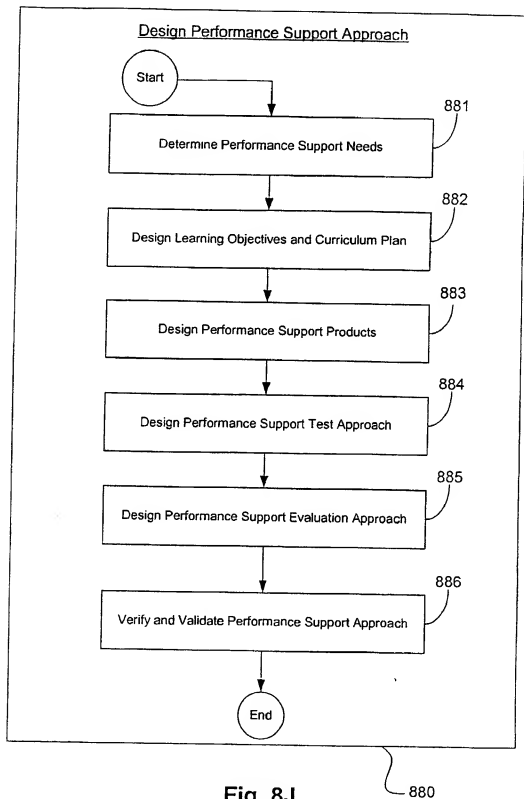 Design Performance Support Approach
Start
881
Determine Performance Support Needs
882
Design Learning Objectives and Curriculum Plan
883
Design Performance Support Products
884
Design Performance Support Test Approach
885
Design Performance Support Evaluation Approach
886
Verify and Validate Performance Support Approach
End
880